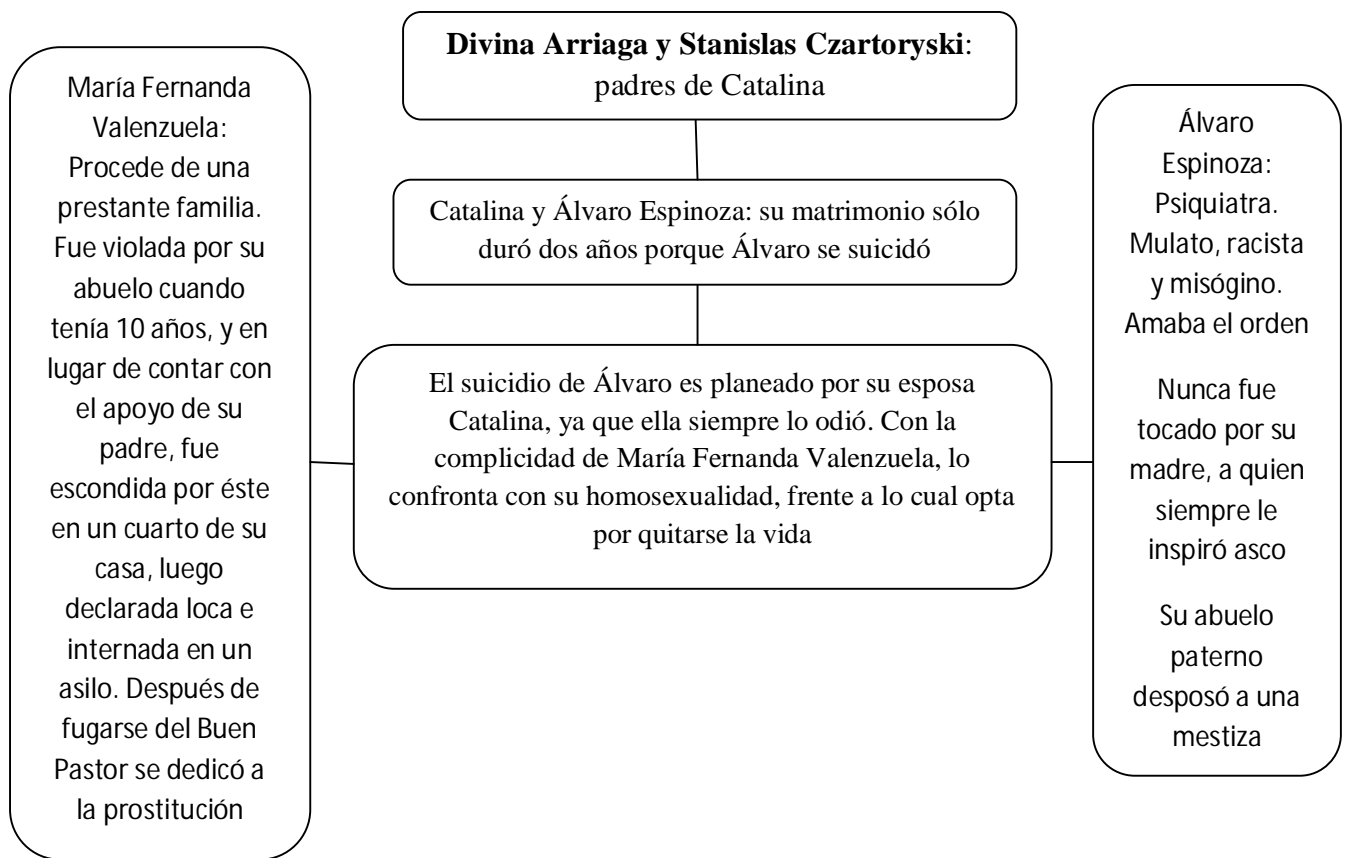 Divina Arriaga y Stanislas Czartoryski:
padres de Catalina
María Fernanda
Valenzuela:
Procede de una
prestante familia.
Fue violada por su
abuelo cuando
tenía 10 años, y en
lugar de contar con
el apoyo de su
padre, fue
escondida por éste
en un cuarto de su
casa, luego
declarada loca e
internada en un
asilo. Después de
fugarse del Buen
Pastor se dedicó a
la prostitución
Catalina y Álvaro Espinoza: su matrimonio sólo
duró dos años porque Álvaro se suicidó
El suicidio de Álvaro es planeado por su esposa
Catalina, ya que ella siempre lo odió. Con la
complicidad de María Fernanda Valenzuela, lo
confronta con su homosexualidad, frente a lo cual opta
por quitarse la vida
Álvaro
Espinoza:
Psiquiatra.
Mulato, racista
y misógino.
Amaba el orden
Nunca fue
tocado por su
madre, a quien
siempre le
inspiró asco
Su abuelo
paterno
desposó a una
mestiza